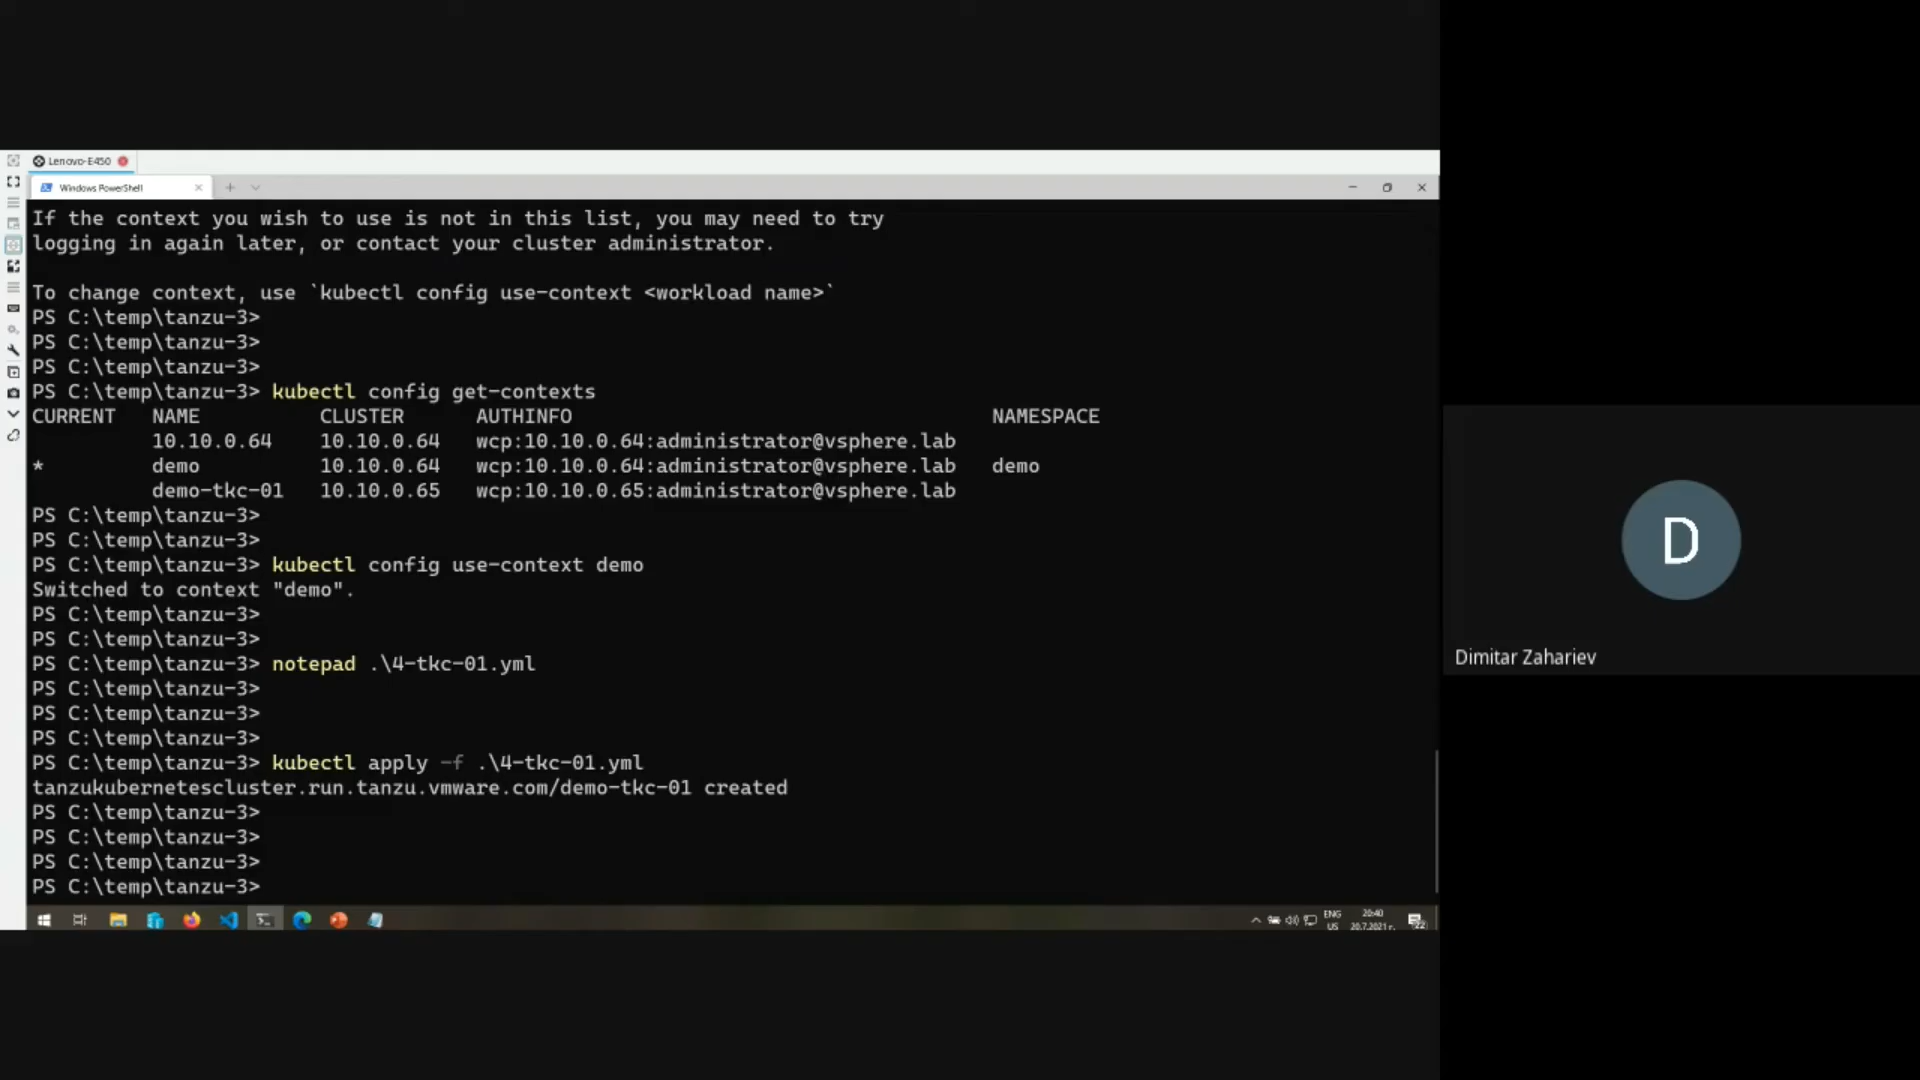 Lenovo-E450
Windows PowerShell
If the context you wish to use is not in this list, you may need to try
logging in again later, or contact your cluster administrator.
To change context, use `kubectl config use-context <workload name>`
PS C:\temp\tanzu-3>
PS C:\temp\tanzu-3>
PS C:\temp\tanzu-3>
PS C:\temp\tanzu-3> kubectl config get-contexts
CURRENT NAME CLUSTER AUTHINFO NAMESPACE
10.10.0.64 10.10.0.64 wcp:10.10.0.64:administrator@vsphere.lab
* demo 10.10.0.64 wcp:10.10.0.64:administrator@vsphere.lab demo
demo-tkc-01 10.10.0.65 wcp:10.10.0.65:administrator@vsphere.lab
PS C:\temp\tanzu-3>
PS C:\temp\tanzu-3>
PS C:\temp\tanzu-3> kubectl config use-context demo
Switched to context "demo".
PS C:\temp\tanzu-3>
PS C:\temp\tanzu-3>
PS C:\temp\tanzu-3> notepad .\4-tkc-01.yml
PS C:\temp\tanzu-3>
PS C:\temp\tanzu-3>
PS C:\temp\tanzu-3>
PS C:\temp\tanzu-3> kubectl apply -f .\4-tkc-01.yml
tanzukubernetescluster.run.tanzu.vmware.com/demo-tkc-01 created
PS C:\temp\tanzu-3>
PS C:\temp\tanzu-3>
PS C:\temp\tanzu-3>
PS C:\temp\tanzu-3>
ENG 20:40
US 20.7.2021 г.
22
D
Dimitar Zahariev